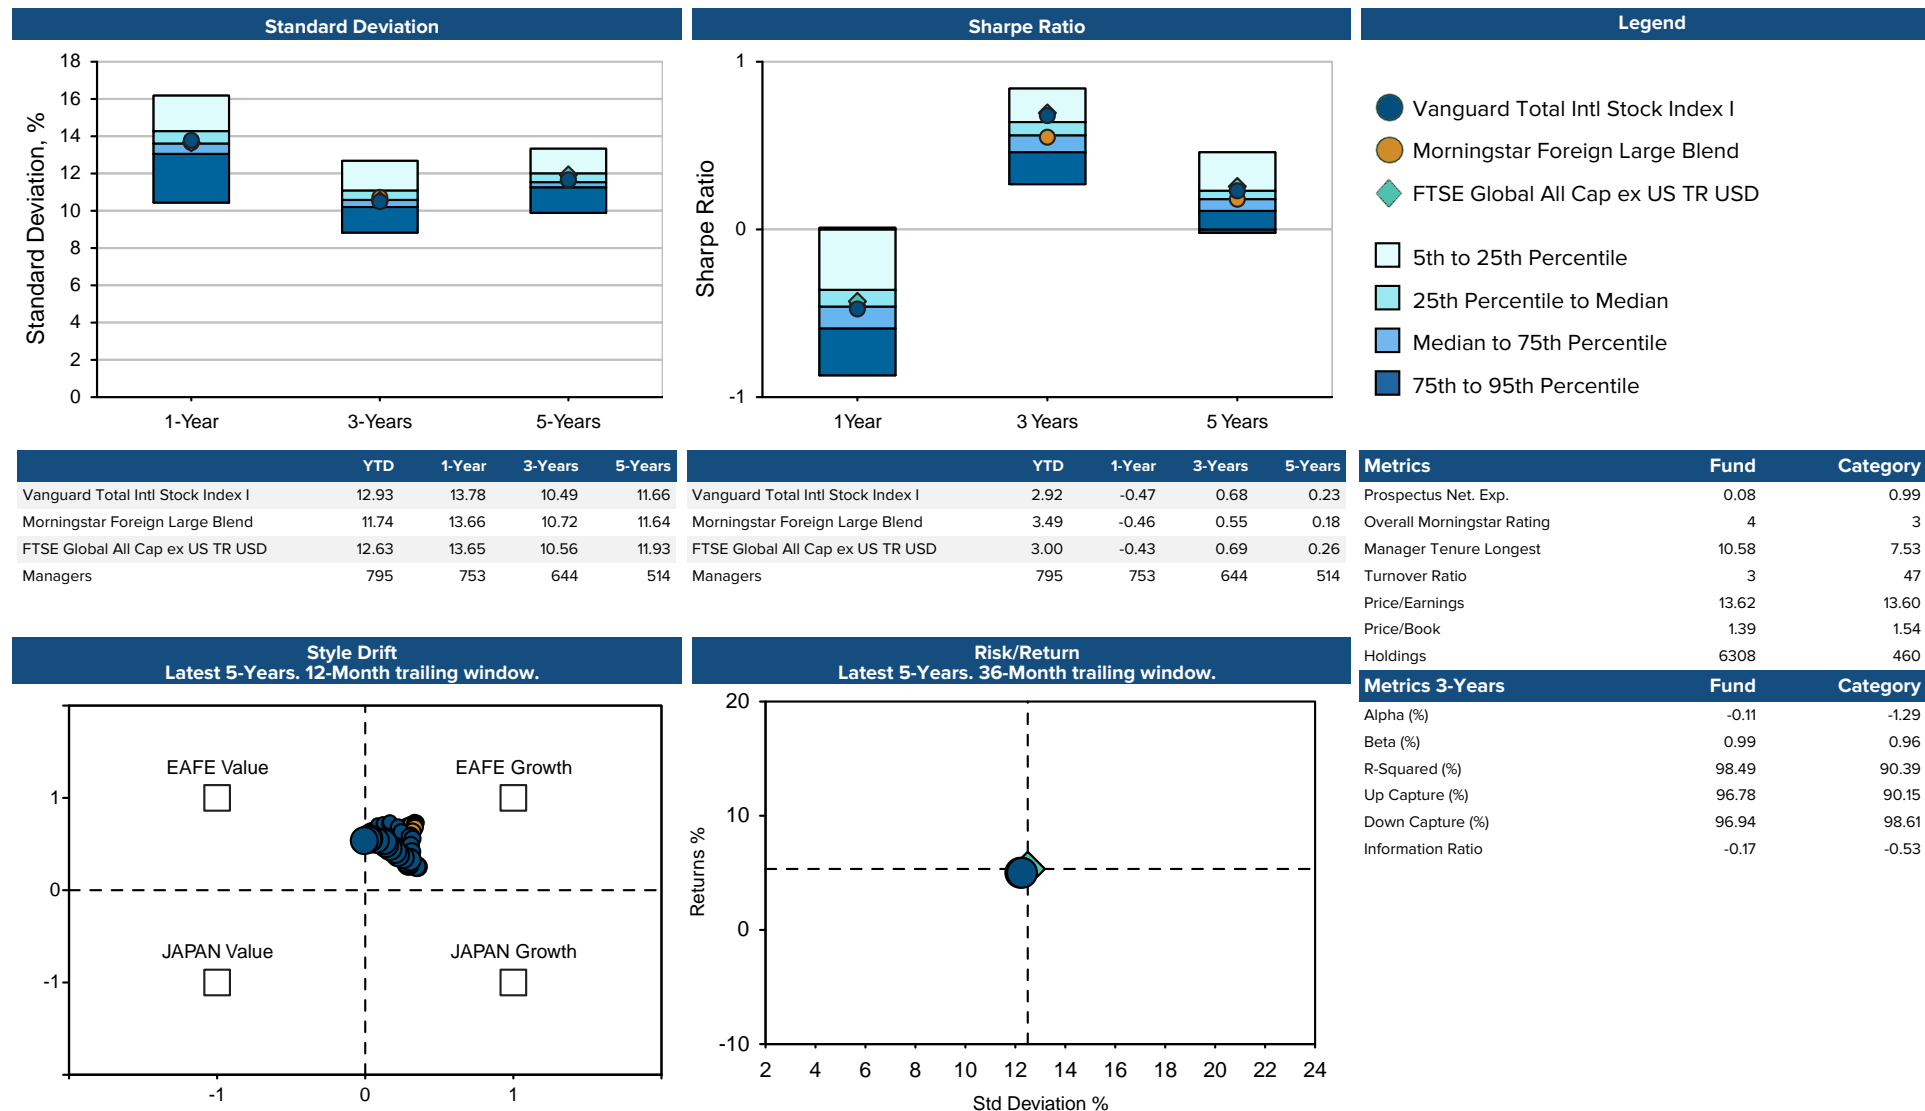 Standard Deviation
Sharpe Ratio
Legend
18
16
14
12
10
8
6
4
2
0
Standard Deviation, %
1-Year
3-Years
5-Years
1
0
-1
Sharpe Ratio
1Year
3 Years
5 Years
Vanguard Total Intl Stock Index I
Morningstar Foreign Large Blend
FTSE Global All Cap ex US TR USD
5th to 25th Percentile
25th Percentile to Median
Median to 75th Percentile
75th to 95th Percentile
YTD 1-Year 3-Years 5-Years
Vanguard Total Intl Stock Index I 12.93 13.78 10.49 11.66
Morningstar Foreign Large Blend 11.74 13.66 10.72 11.64
FTSE Global All Cap ex US TR USD 12.63 13.65 10.56 11.93
Managers 795 753 644 514
YTD 1-Year 3-Years 5-Years
Vanguard Total Intl Stock Index I 2.92 -0.47 0.68 0.23
Morningstar Foreign Large Blend 3.49 -0.46 0.55 0.18
FTSE Global All Cap ex US TR USD 3.00 -0.43 0.69 0.26
Managers 795 753 644 514
Metrics Fund Category
Prospectus Net. Exp. 0.08 0.99
Overall Morningstar Rating 4 3
Manager Tenure Longest 10.58 7.53
Turnover Ratio 3 47
Price/Earnings 13.62 13.60
Price/Book 1.39 1.54
Holdings 6308 460
Metrics 3-Years Fund Category
Alpha (%) -0.11 -1.29
Beta (%) 0.99 0.96
R-Squared (%) 98.49 90.39
Up Capture (%) 96.78 90.15
Down Capture (%) 96.94 98.61
Information Ratio -0.17 -0.53
Style Drift
Latest 5-Years. 12-Month trailing window.
EAFE Value
EAFE Growth
JAPAN Value
JAPAN Growth
1
0
-1
-1
0
1
Risk/Return
Latest 5-Years. 36-Month trailing window.
20
10
0
-10
Returns %
2 4 6 8 10 12 14 16 18 20 22 24
Std Deviation %